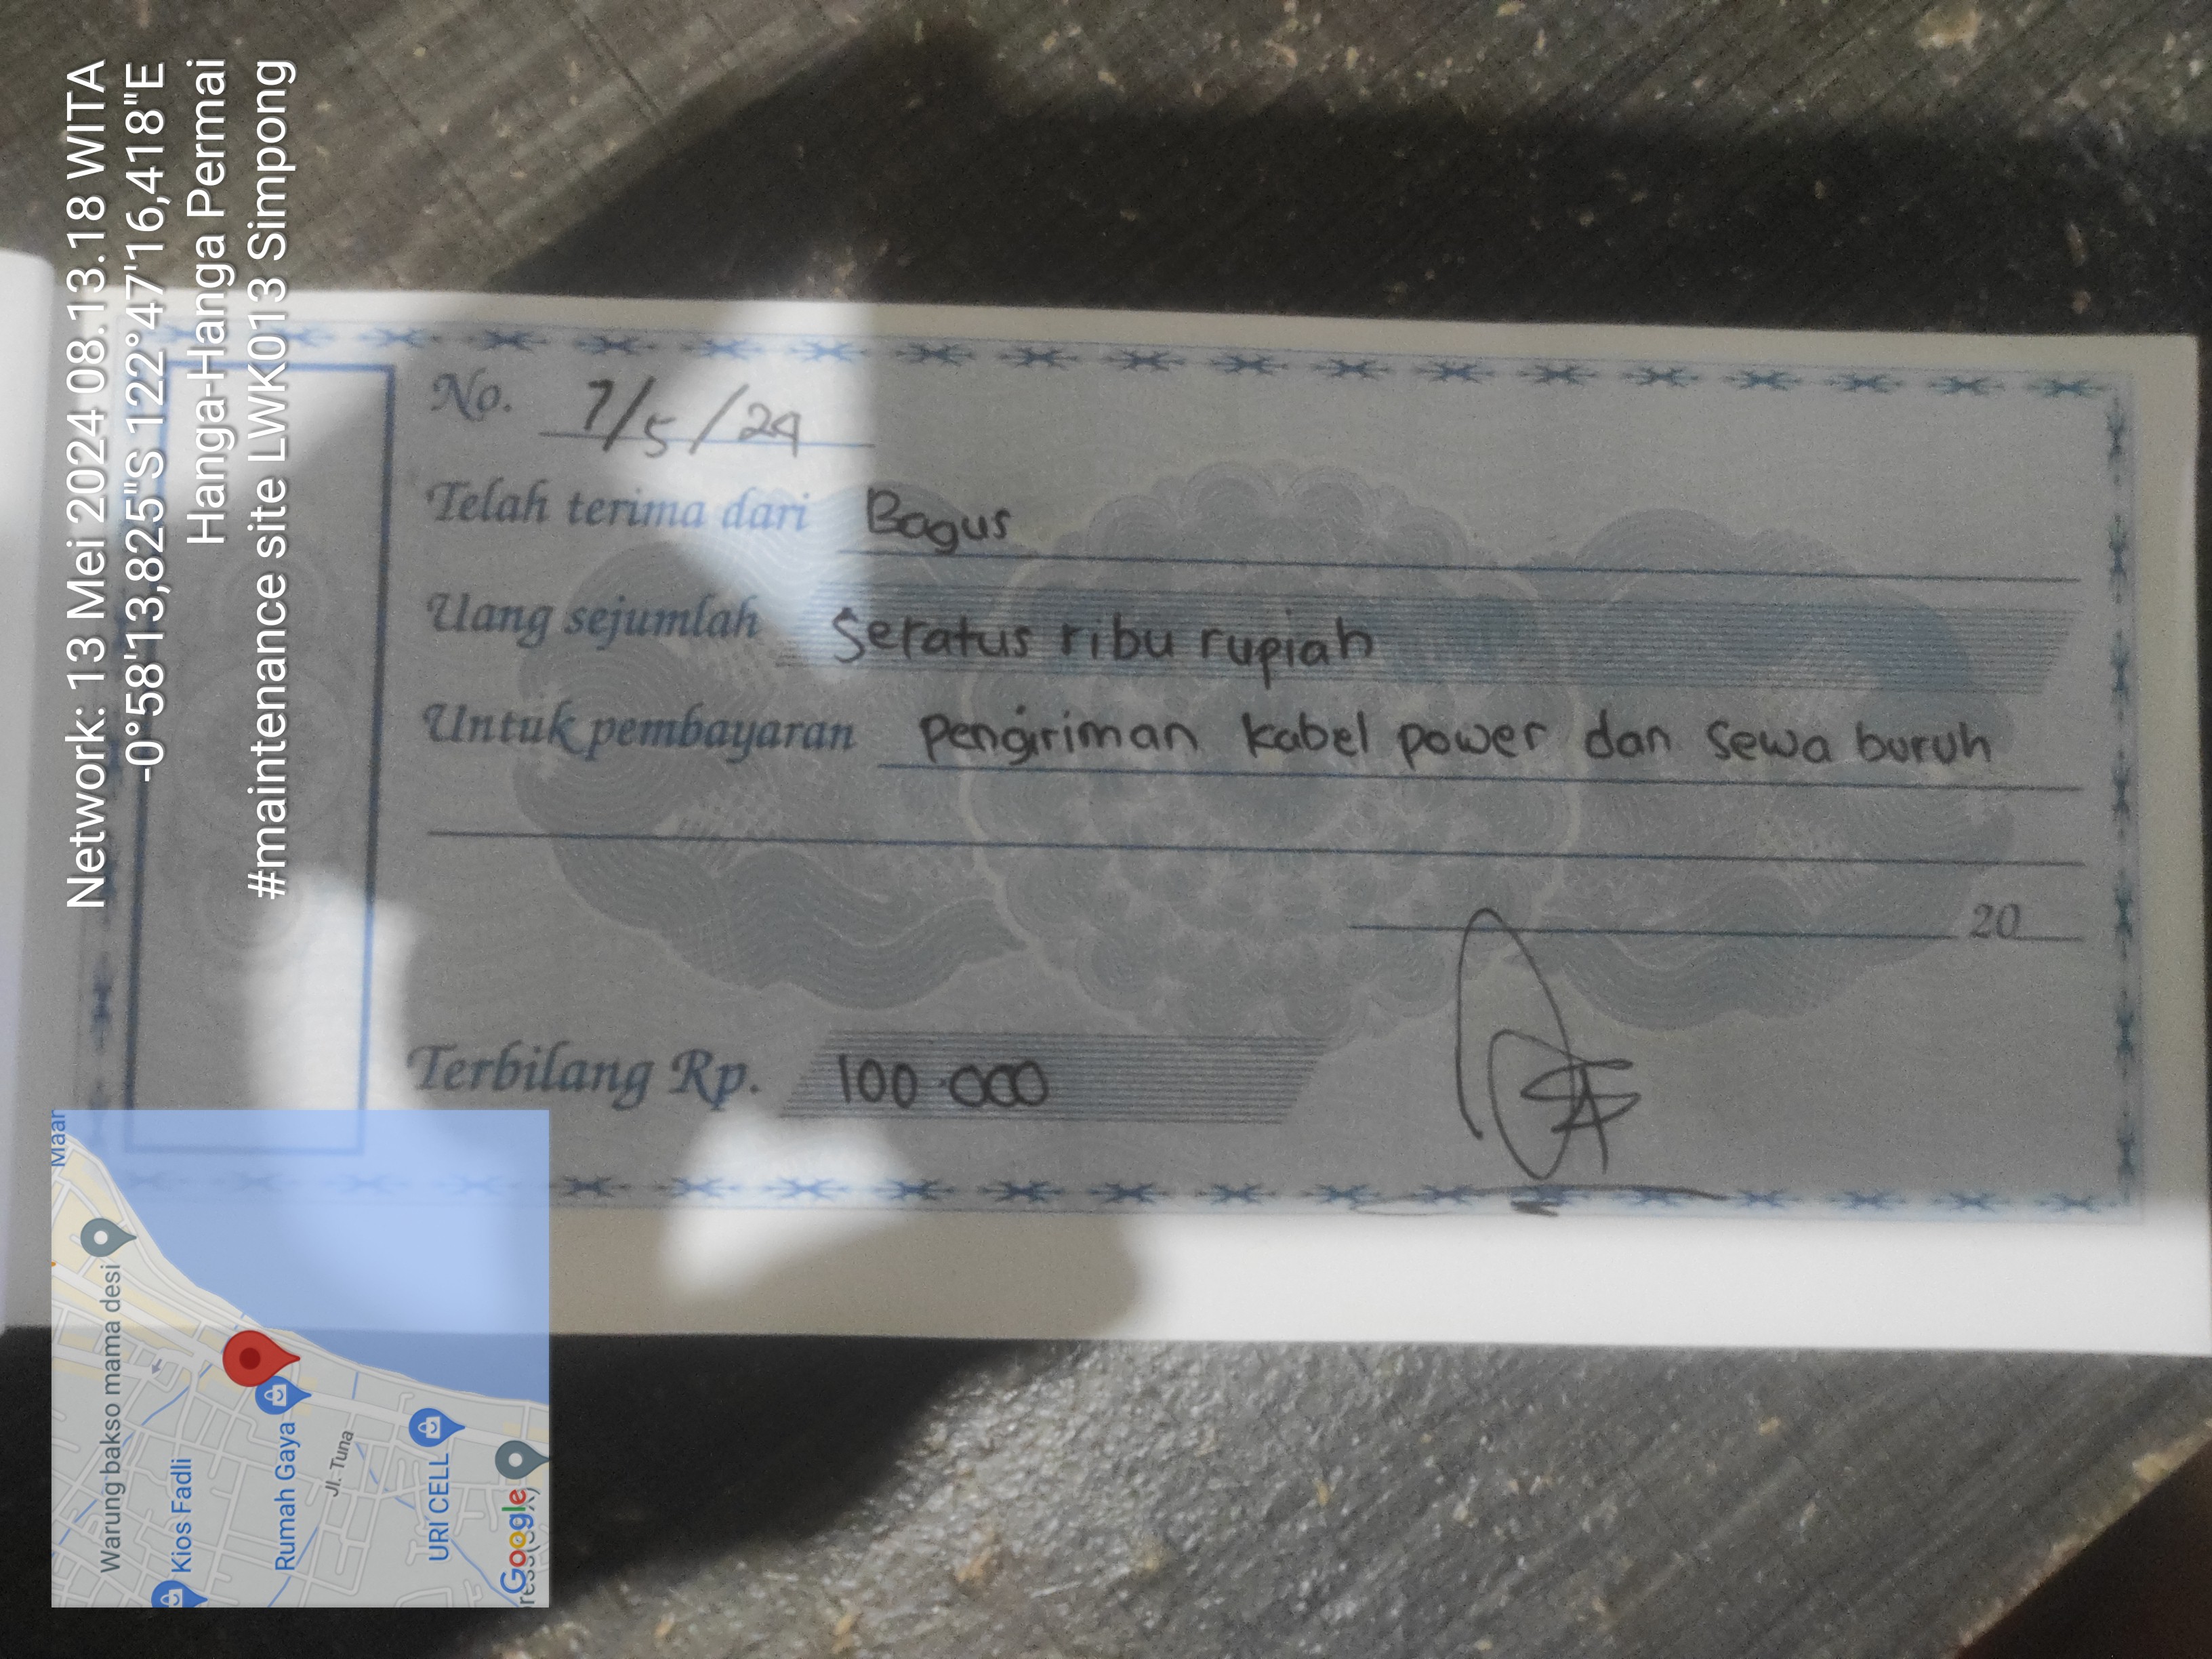 Network: 13 Mei 2024 08.13.18 WITA
-0°58'13,825"S 122°47'16,418"E
Hanga-Hanga Permai
#maintenance site LWK013 Simpong
No. 7/5/24
Telah terima dari Bagus
Uang sejumlah Seratus ribu rupiah
Untuk pembayaran Pengiriman kabel power dan sewa buruh
20
Terbilang Rp. 100.000
Warung bakso mama desi
Kios Fadli
Rumah Gaya
Jl. Tuna
URI CELL
Google